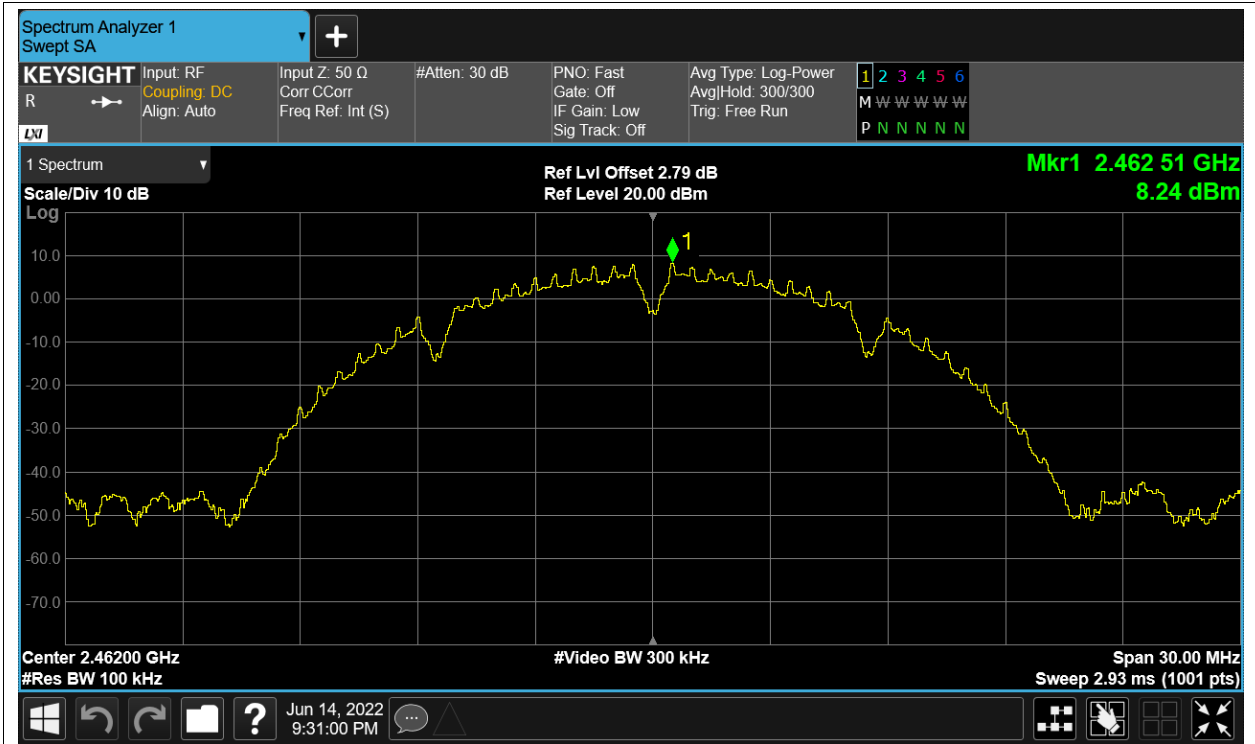 Spectrum Analyzer 1
Swept SA
KEYSIGHT Input: RF Input Z: 50 Ω #Atten: 30 dB PNO: Fast Avg Type: Log-Power 1 2 3 4 5 6
R Coupling: DC Corr CCorr Gate: Off Avg|Hold: 300/300 M W W W W W W
Align: Auto Freq Ref: Int (S) IF Gain: Low Trig: Free Run
LXI Sig Track: Off P N N N N N N
1 Spectrum
Ref Lvl Offset 2.79 dB Mkr1 2.462 51 GHz
Scale/Div 10 dB Ref Level 20.00 dBm 8.24 dBm
Log
1
10.0
0.00
-10.0
-20.0
-30.0
-40.0
-50.0
-60.0
-70.0
Center 2.46200 GHz #Video BW 300 kHz Span 30.00 MHz
#Res BW 100 kHz Sweep 2.93 ms (1001 pts)
? Jun 14, 2022
9:31:00 PM